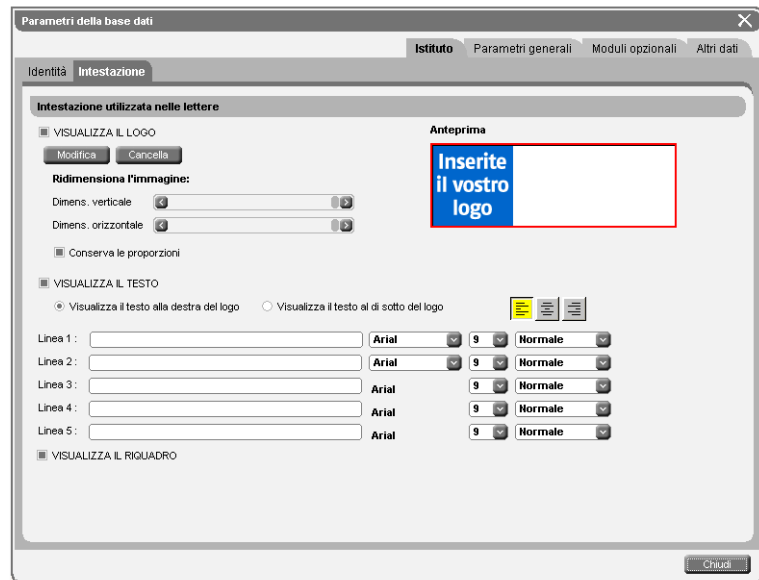 Parametri della base dati
Istituto Parametri generali Moduli opzionali Altri dati
Identità Intestazione
Intestazione utilizzata nelle lettere
VISUALIZZA IL LOGO
Anteprima
Modifica Cancella
Inserite
il vostro
logo
Ridimensiona l'immagine:
Dimens. verticale
Dimens. orizzontale
Conserva le proporzioni
VISUALIZZA IL TESTO
Visualizza il testo alla destra del logo Visualizza il testo al di sotto del logo
Linea 1 : Arial 9 Normale
Linea 2 : Arial 9 Normale
Linea 3 : Arial 9 Normale
Linea 4 : Arial 9 Normale
Linea 5 : Arial 9 Normale
VISUALIZZA IL RIQUADRO
Chiudi